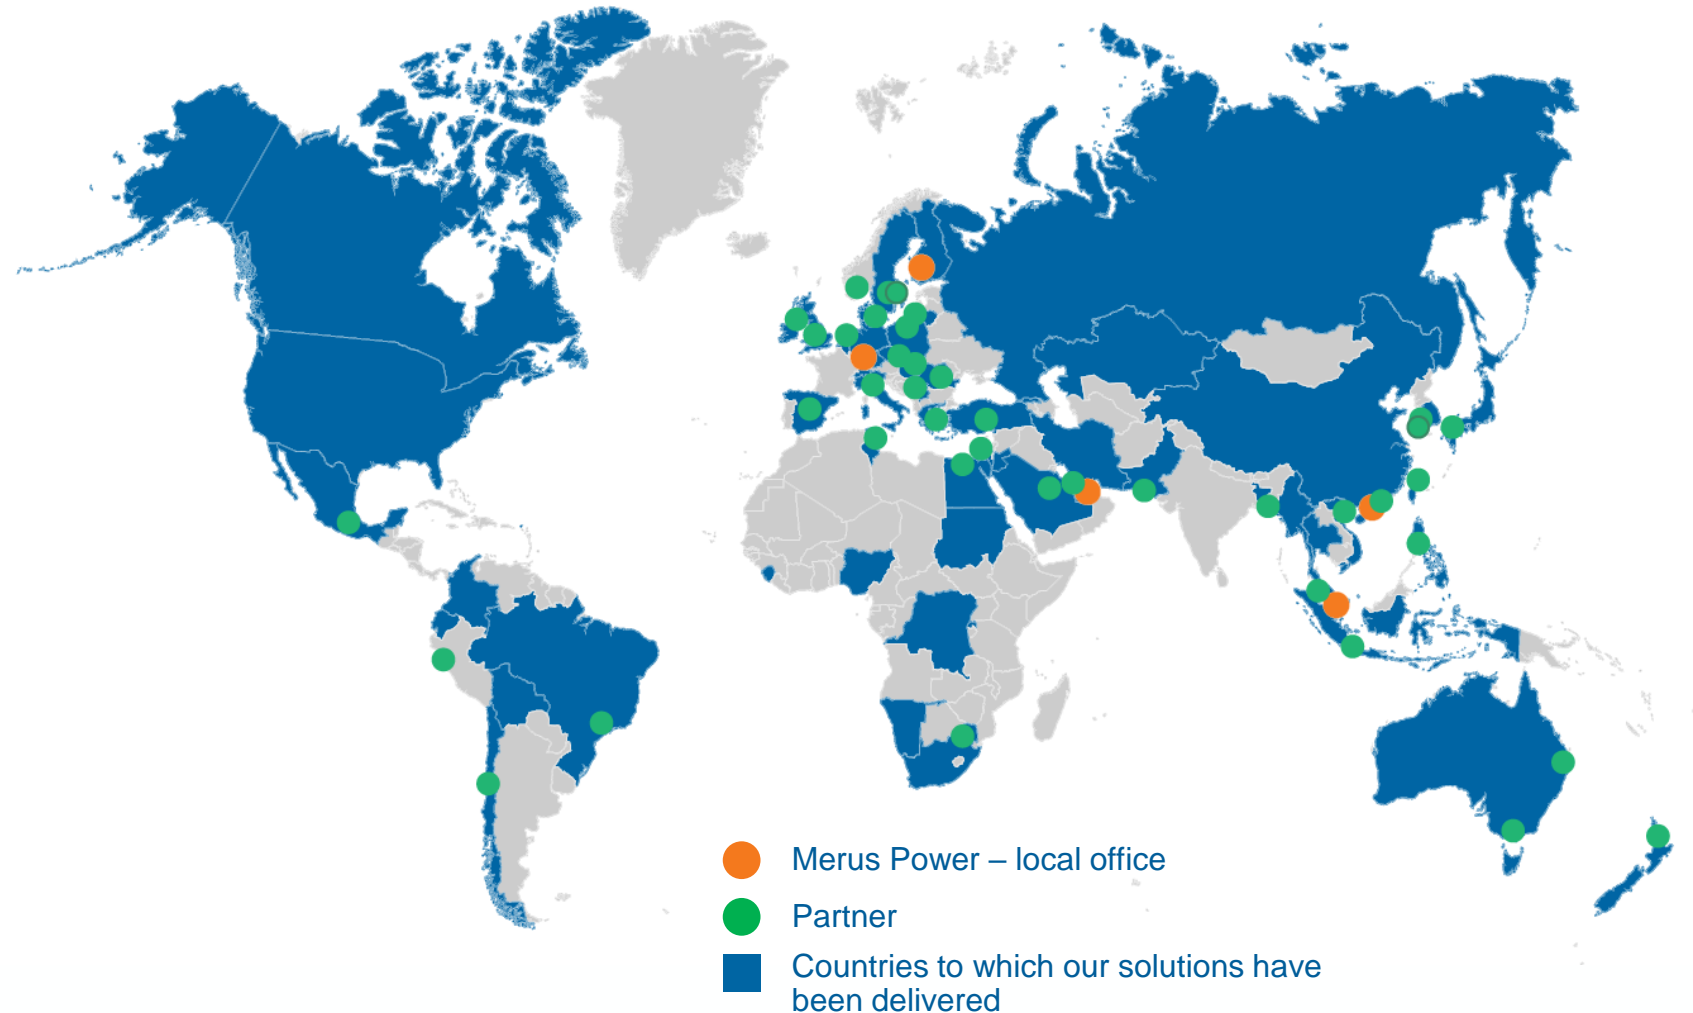 Merus Power – local office
Partner
Countries to which our solutions have
been delivered